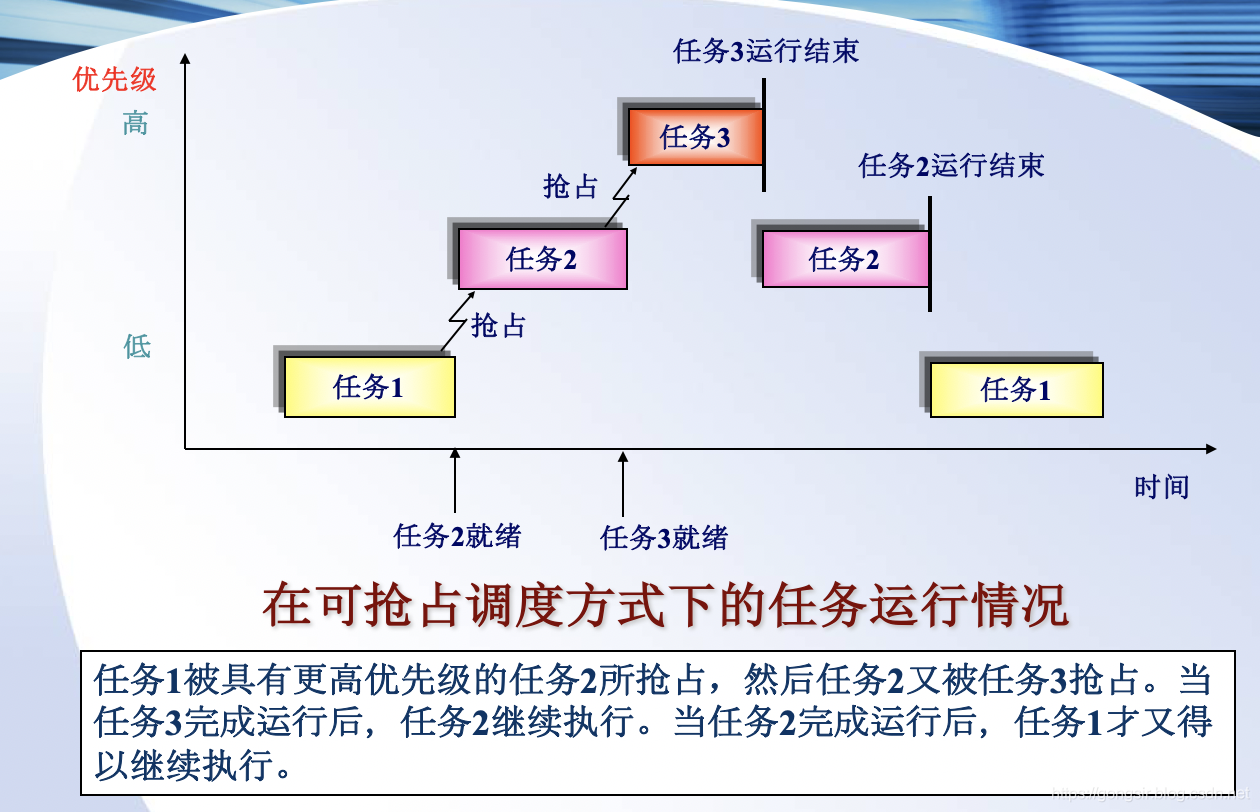 任务3运行结束
优先级
高
任务3
任务2运行结束
抢占
任务2
任务2
抢占
低
任务1
任务1
时间
任务2就绪
任务3就绪
在可抢占调度方式下的任务运行情况
任务1被具有更高优先级的任务2所抢占，然后任务2又被任务3抢占。当
任务3完成运行后，任务2继续执行。当任务2完成运行后，任务1才又得
以继续执行。
https://gongsir.blog.csdn.net